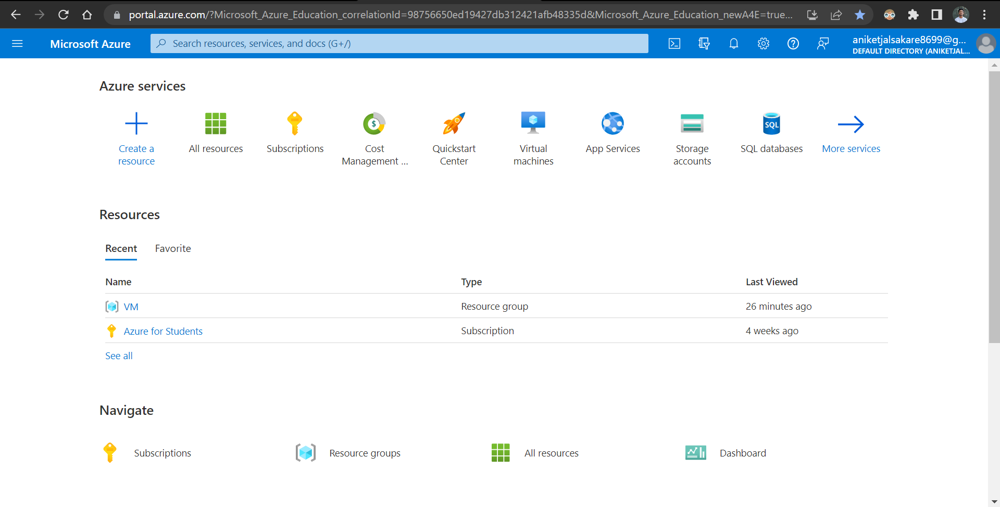 portal.azure.com/?Microsoft_Azure_Education_correlationId=98756650ed19427db312421afb48335d&Microsoft_Azure_Education_newA4E=true...
Microsoft Azure
Search resources, services, and docs (G+/)
aniketjalsakare8699@g...
DEFAULT DIRECTORY (ANIKETJAL...
Azure services
Create a resource
All resources
Subscriptions
Cost Management ...
Quickstart Center
Virtual machines
App Services
Storage accounts
SQL
SQL databases
More services
Resources
Recent Favorite
Name Type Last Viewed
VM Resource group 26 minutes ago
Azure for Students Subscription 4 weeks ago
See all
Navigate
Subscriptions Resource groups All resources Dashboard